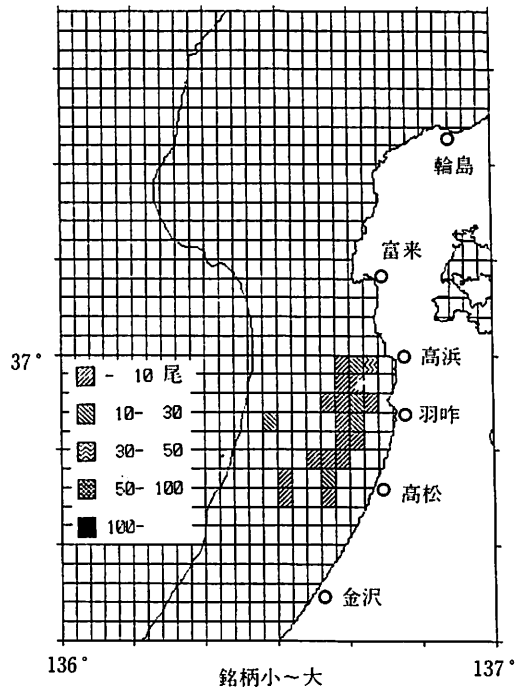 輪島
富来
37°
高浜
- 10 尾
10- 30
羽咋
30- 50
50- 100
高松
100-
金沢
136°
137°
銘柄小～大